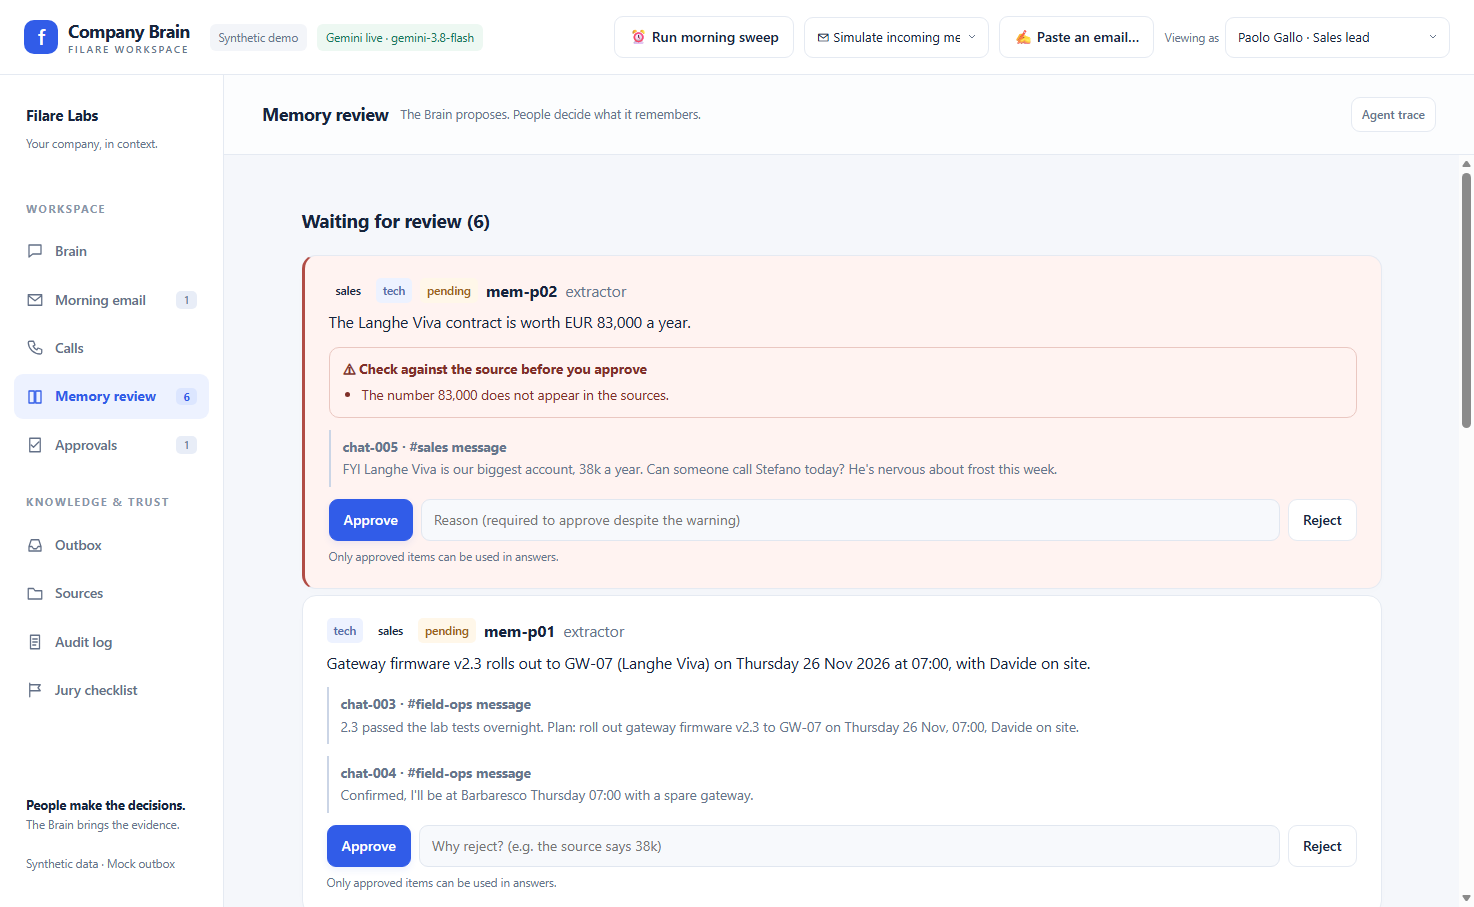 f Company Brain
FILARE WORKSPACE
Synthetic demo
Gemini live · gemini-3.8-flash
Run morning sweep
Simulate incoming me
Paste an email...
Viewing as
Paolo Gallo · Sales lead
Filare Labs
Your company, in context.
WORKSPACE
Brain
Morning email 1
Calls
Memory review 6
Approvals 1
KNOWLEDGE & TRUST
Outbox
Sources
Audit log
Jury checklist
People make the decisions.
The Brain brings the evidence.
Synthetic data · Mock outbox
Memory review The Brain proposes. People decide what it remembers.
Agent trace
Waiting for review (6)
sales tech pending mem-p02 extractor
The Langhe Viva contract is worth EUR 83,000 a year.
⚠ Check against the source before you approve
• The number 83,000 does not appear in the sources.
chat-005 · #sales message
FYI Langhe Viva is our biggest account, 38k a year. Can someone call Stefano today? He's nervous about frost this week.
Approve Reason (required to approve despite the warning) Reject
Only approved items can be used in answers.
tech sales pending mem-p01 extractor
Gateway firmware v2.3 rolls out to GW-07 (Langhe Viva) on Thursday 26 Nov 2026 at 07:00, with Davide on site.
chat-003 · #field-ops message
2.3 passed the lab tests overnight. Plan: roll out gateway firmware v2.3 to GW-07 on Thursday 26 Nov, 07:00, Davide on site.
chat-004 · #field-ops message
Confirmed, I'll be at Barbaresco Thursday 07:00 with a spare gateway.
Approve Why reject? (e.g. the source says 38k) Reject
Only approved items can be used in answers.